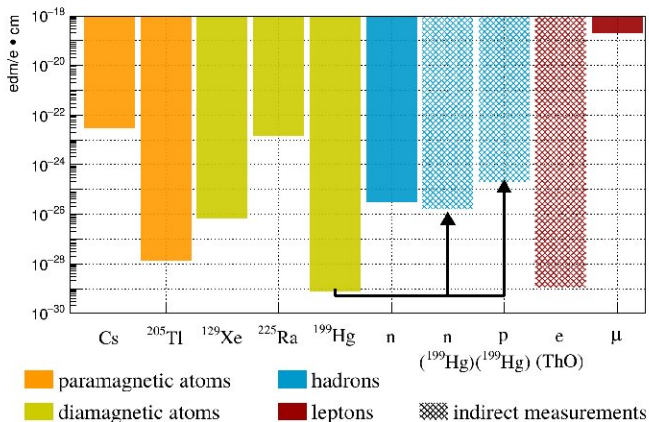 edm/e • cm
10⁻¹⁸
10⁻²⁰
10⁻²²
10⁻²⁴
10⁻²⁶
10⁻²⁸
10⁻³⁰
Cs ²⁰⁵Tl ¹²⁹Xe ²²⁵Ra ¹⁹⁹Hg n n p e μ
(¹⁹⁹Hg) (¹⁹⁹Hg) (ThO)
paramagnetic atoms hadrons
diamagnetic atoms leptons indirect measurements